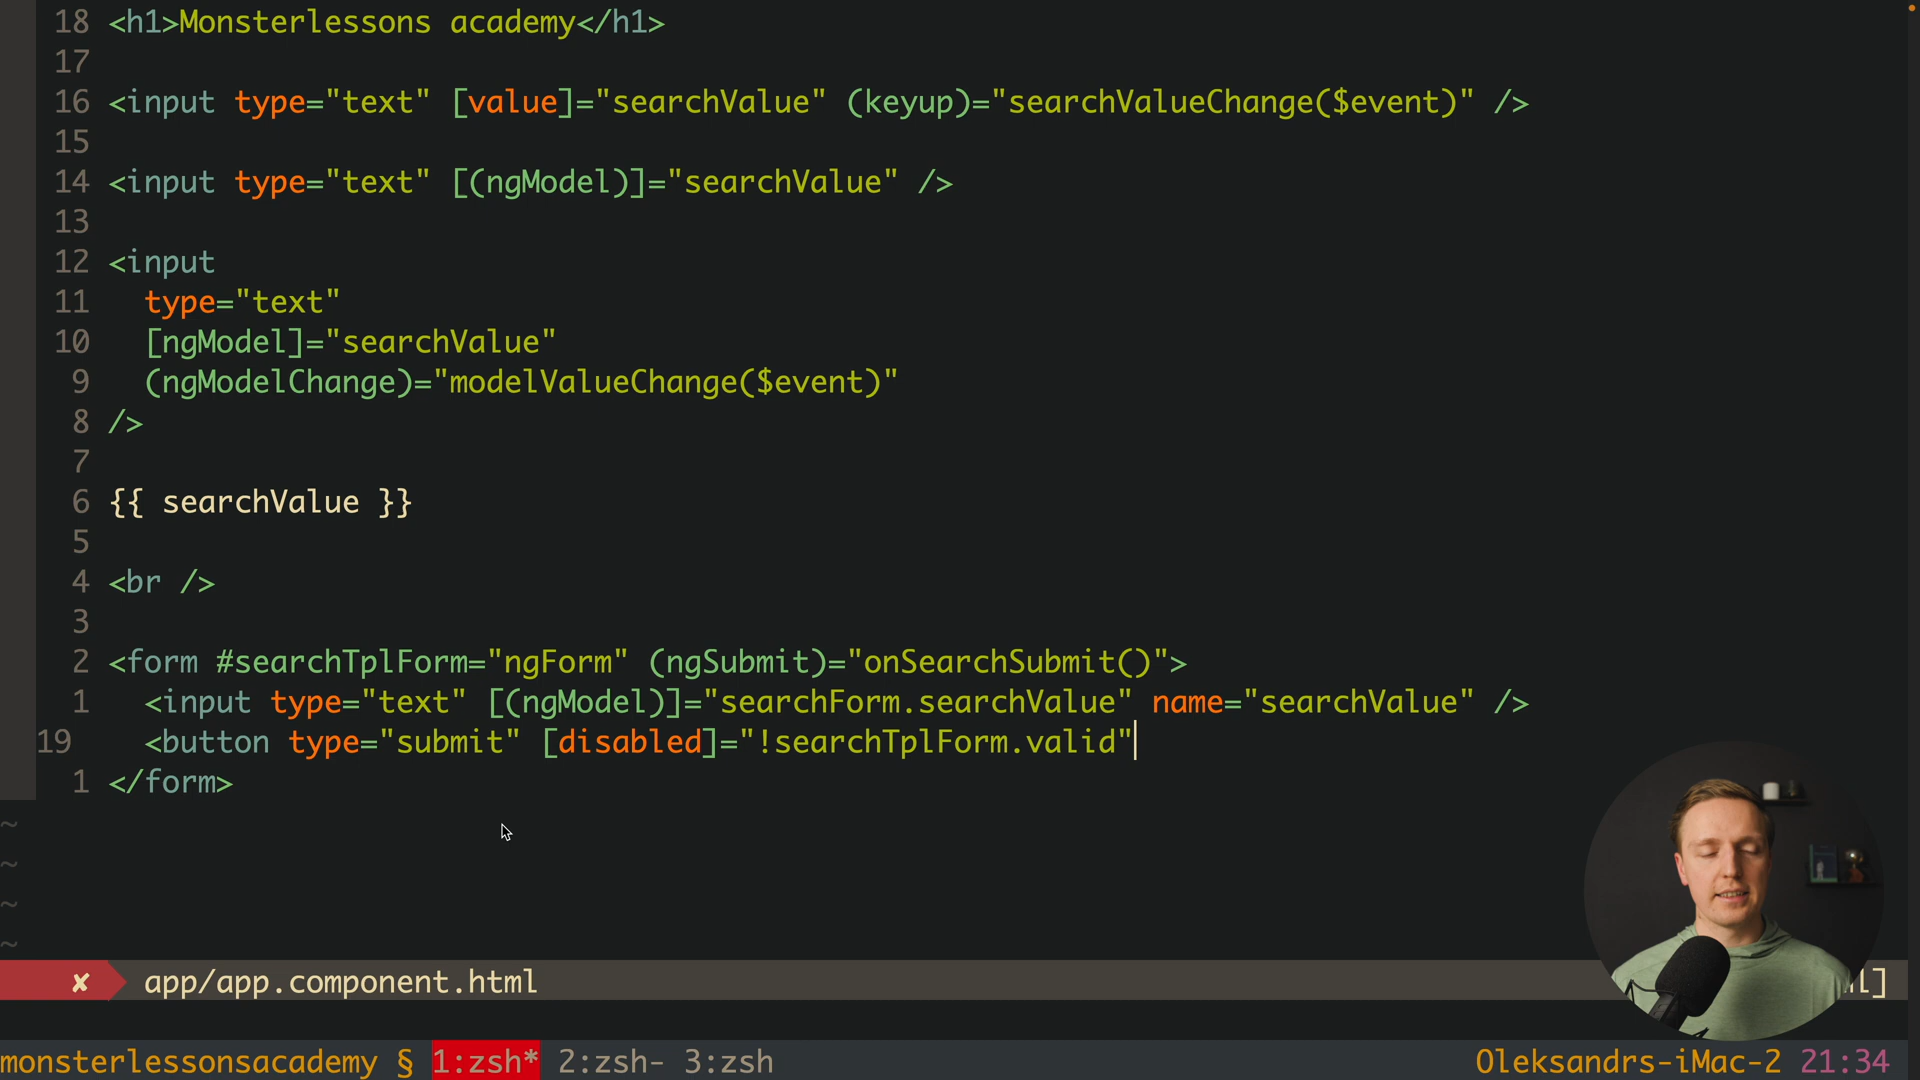 18 <h1>Monsterlessons academy</h1>
17
16 <input type="text" [value]="searchValue" (keyup)="searchValueChange($event)" />
15
14 <input type="text" [(ngModel)]="searchValue" />
13
12 <input
11   type="text"
10   [ngModel]="searchValue"
9   (ngModelChange)="modelValueChange($event)"
8 />
7
6 {{ searchValue }}
5
4 <br />
3
2 <form #searchTplForm="ngForm" (ngSubmit)="onSearchSubmit()">
1   <input type="text" [(ngModel)]="searchForm.searchValue" name="searchValue" />
19   <button type="submit" [disabled]="!searchTplForm.valid"
1 </form>
~
~
~
~
✘ app/app.component.html l]
monsterlessonsacademy § 1:zsh* 2:zsh- 3:zsh Oleksandrs-iMac-2 21:34